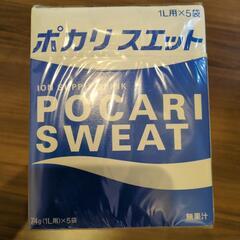 1L用×5袋
ポカリスエット
ION SUPPLY DRINK
POCARI
SWEAT
74g(1L用)×5袋
無果汁